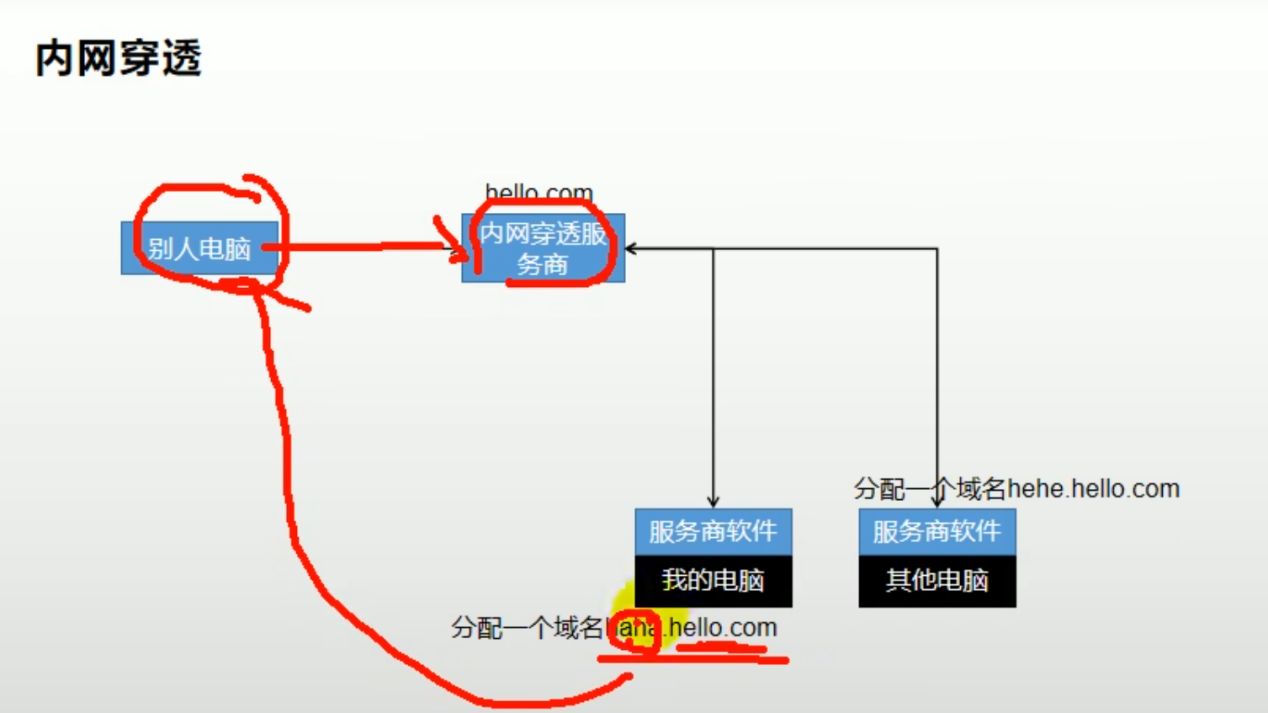 内网穿透
hello.com
别人电脑
内网穿透服
务商
分配一个域名hehe.hello.com
服务商软件
服务商软件
我的电脑
其他电脑
分配一个域名haha.hello.com